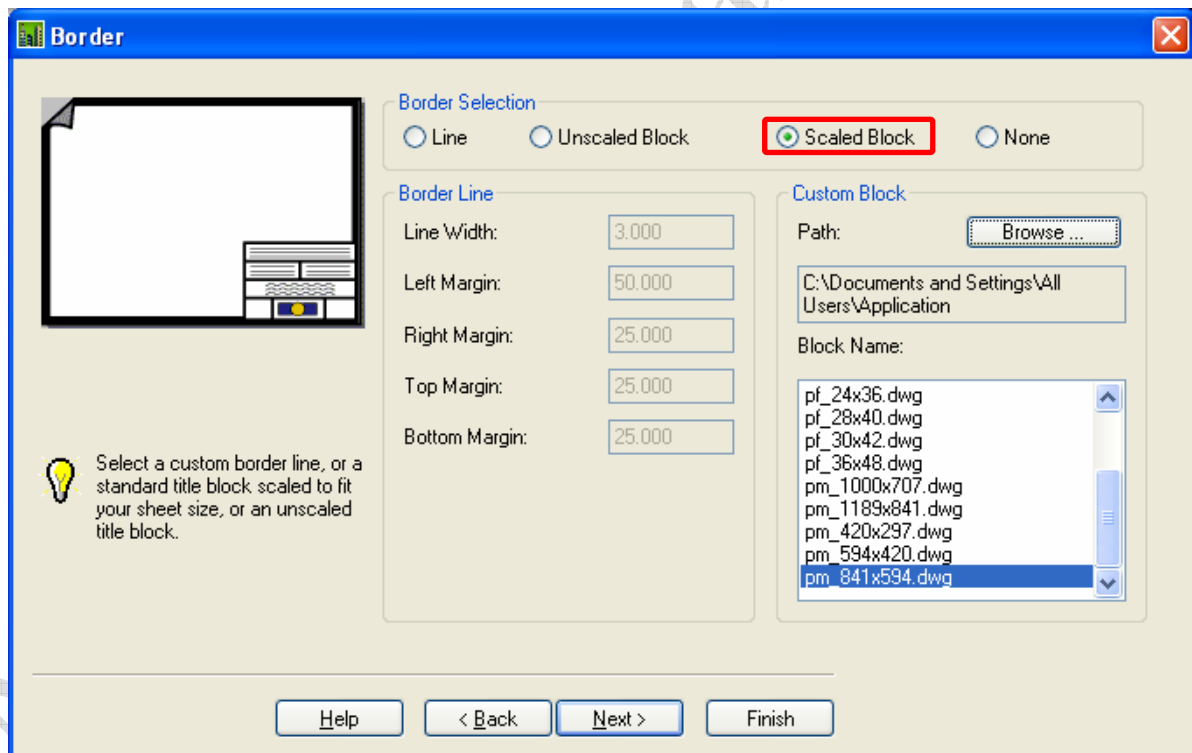 Border
Border Selection
Line
Unscaled Block
Scaled Block
None
Border Line
Line Width:
3.000
Left Margin:
50.000
Right Margin:
25.000
Top Margin:
25.000
Bottom Margin:
25.000
Custom Block
Path:
Browse ...
C:\Documents and Settings\All
Users\Application
Block Name:
pf_24x36.dwg
pf_28x40.dwg
pf_30x42.dwg
pf_36x48.dwg
pm_1000x707.dwg
pm_1189x841.dwg
pm_420x297.dwg
pm_594x420.dwg
pm_841x594.dwg
Select a custom border line, or a
standard title block scaled to fit
your sheet size, or an unscaled
title block.
Help
< Back
Next >
Finish